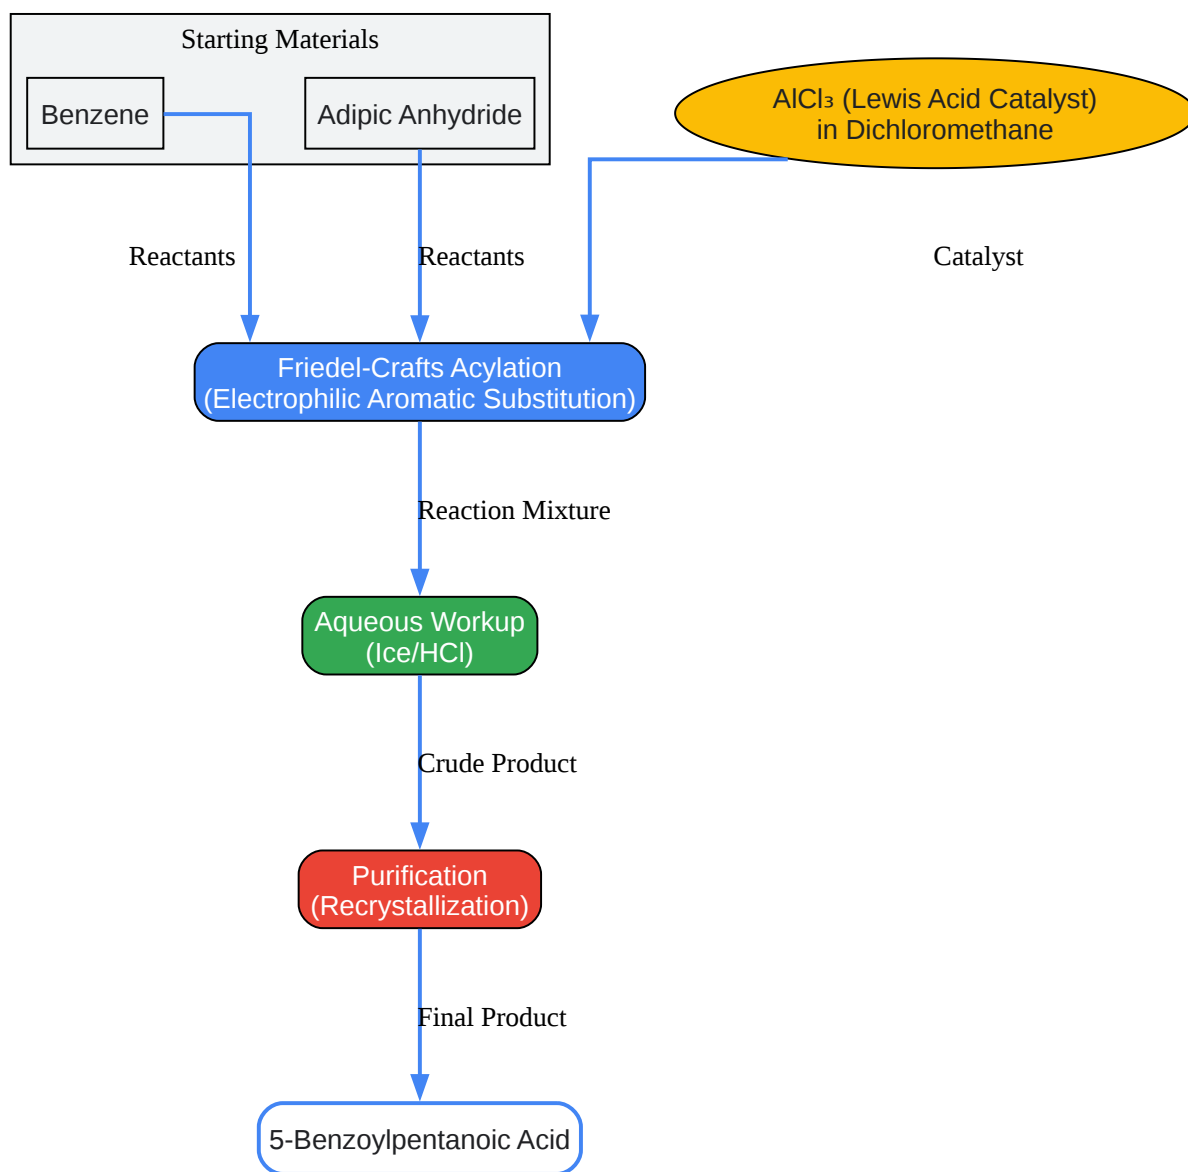 Starting Materials
Benzene
Adipic Anhydride
AlCl₃ (Lewis Acid Catalyst)
in Dichloromethane
Reactants
Reactants
Catalyst
Friedel-Crafts Acylation
(Electrophilic Aromatic Substitution)
Reaction Mixture
Aqueous Workup
(Ice/HCl)
Crude Product
Purification
(Recrystallization)
Final Product
5-Benzoylpentanoic Acid